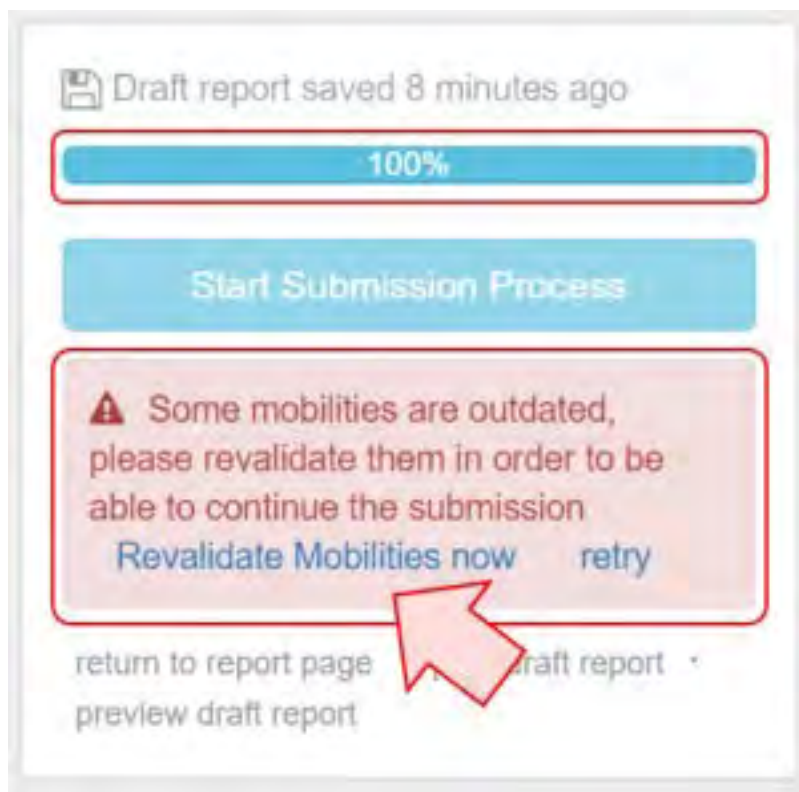 Draft report saved 8 minutes ago
100%
Start Submission Process
Some mobilities are outdated,
please revalidate them in order to be
able to continue the submission
Revalidate Mobilities now retry
return to report page draft report ·
preview draft report